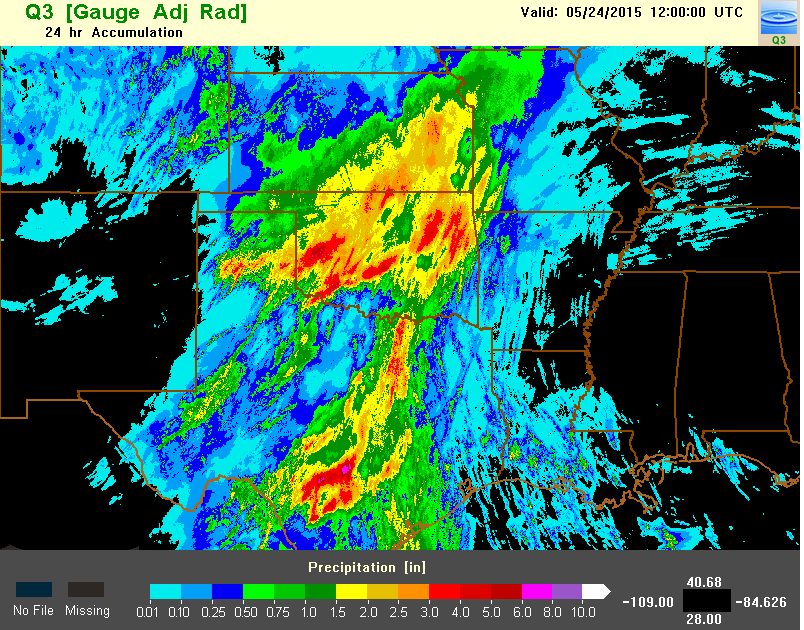 Q3 [Gauge Adj Rad]
24 hr Accumulation
Valid: 05/24/2015 12:00:00 UTC
Q3
Precipitation [in]
No File
Missing
0.01 0.10 0.25 0.50 0.75 1.0 1.5 2.0 2.5 3.0 4.0 5.0 6.0 8.0 10.0
40.68
-109.00
-84.626
28.00